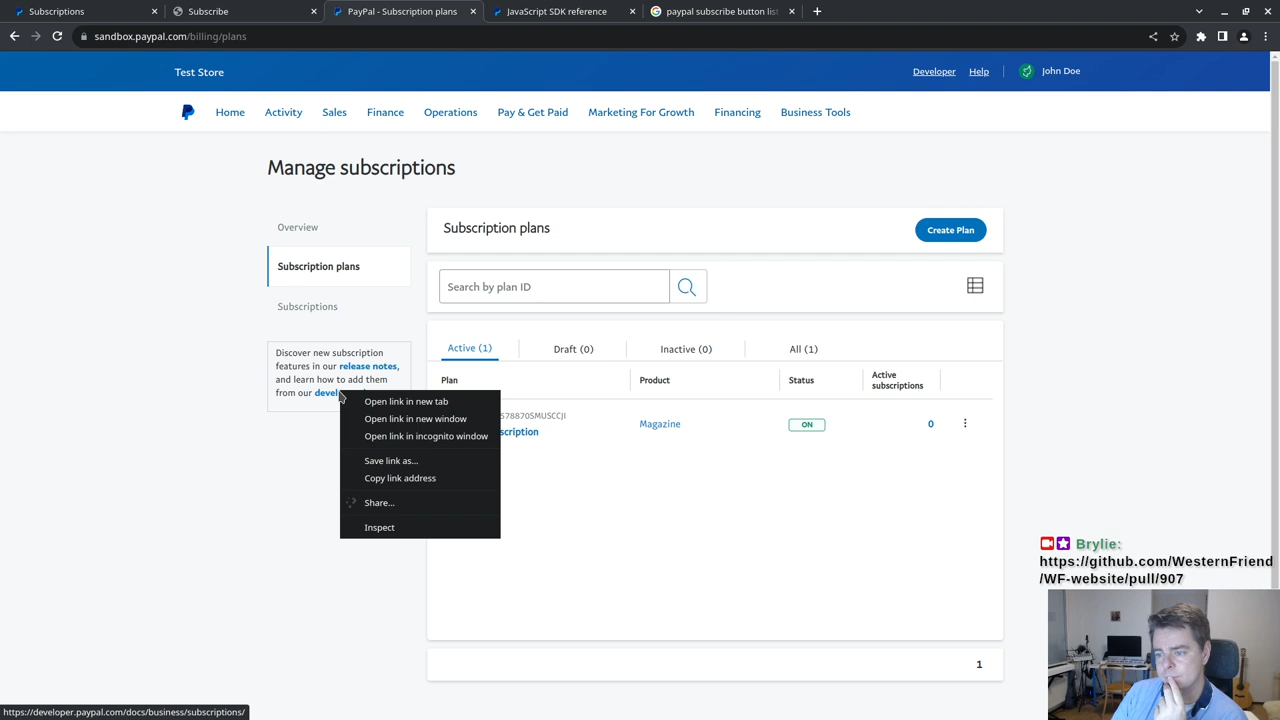 Subscriptions
Subscribe
PayPal - Subscription plans
JavaScript SDK reference
paypal subscribe button list
sandbox.paypal.com/billing/plans
Test Store
Developer
Help
John Doe
Home
Activity
Sales
Finance
Operations
Pay & Get Paid
Marketing For Growth
Financing
Business Tools
Manage subscriptions
Overview
Subscription plans
Subscriptions
Discover new subscription
features in our release notes,
and learn how to add them
from our
Subscription plans
Create Plan
Search by plan ID
Active (1)
Draft (0)
Inactive (0)
All (1)
Plan
Product
Status
Active
subscriptions
578870SMUSCCJI
scription
Magazine
ON
0
Open link in new tab
Open link in new window
Open link in incognito window
Save link as...
Copy link address
Share...
Inspect
1
Brylie:
https://github.com/WesternFriend
/WF-website/pull/907
https://developer.paypal.com/docs/business/subscriptions/